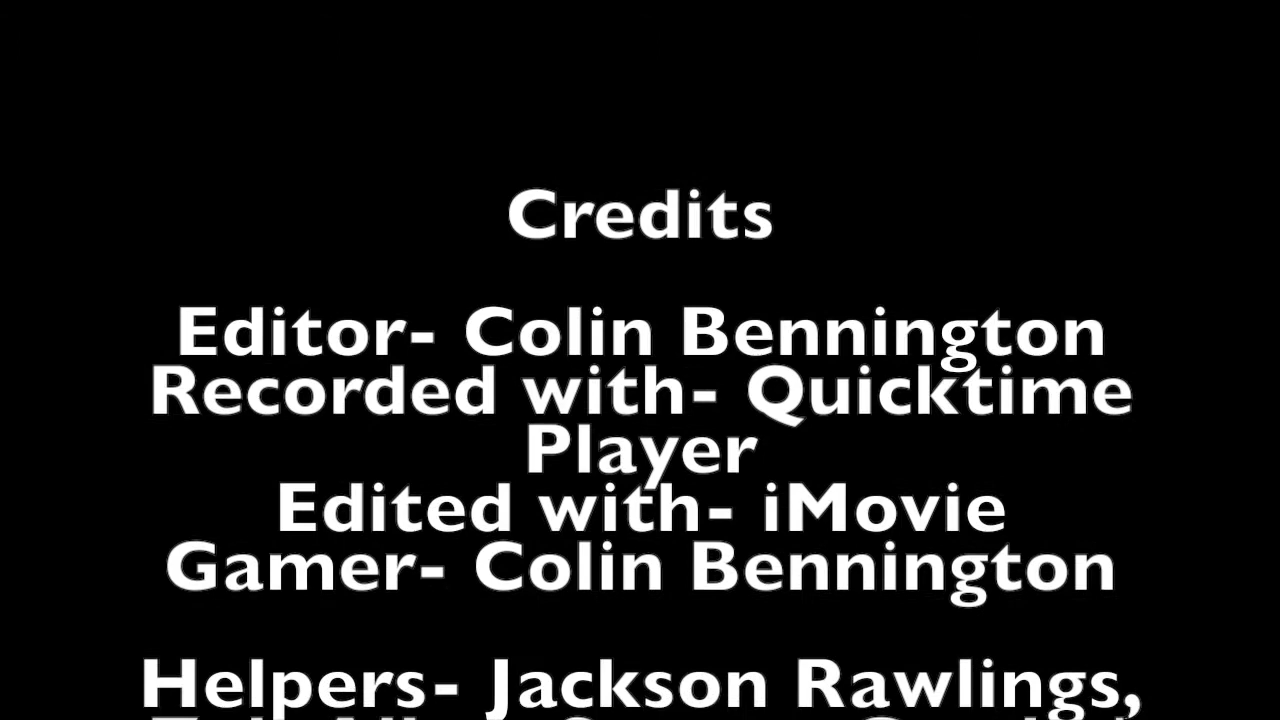 Credits
Editor- Colin Bennington
Recorded with- Quicktime
Player
Edited with- iMovie
Gamer- Colin Bennington
Helpers- Jackson Rawlings,